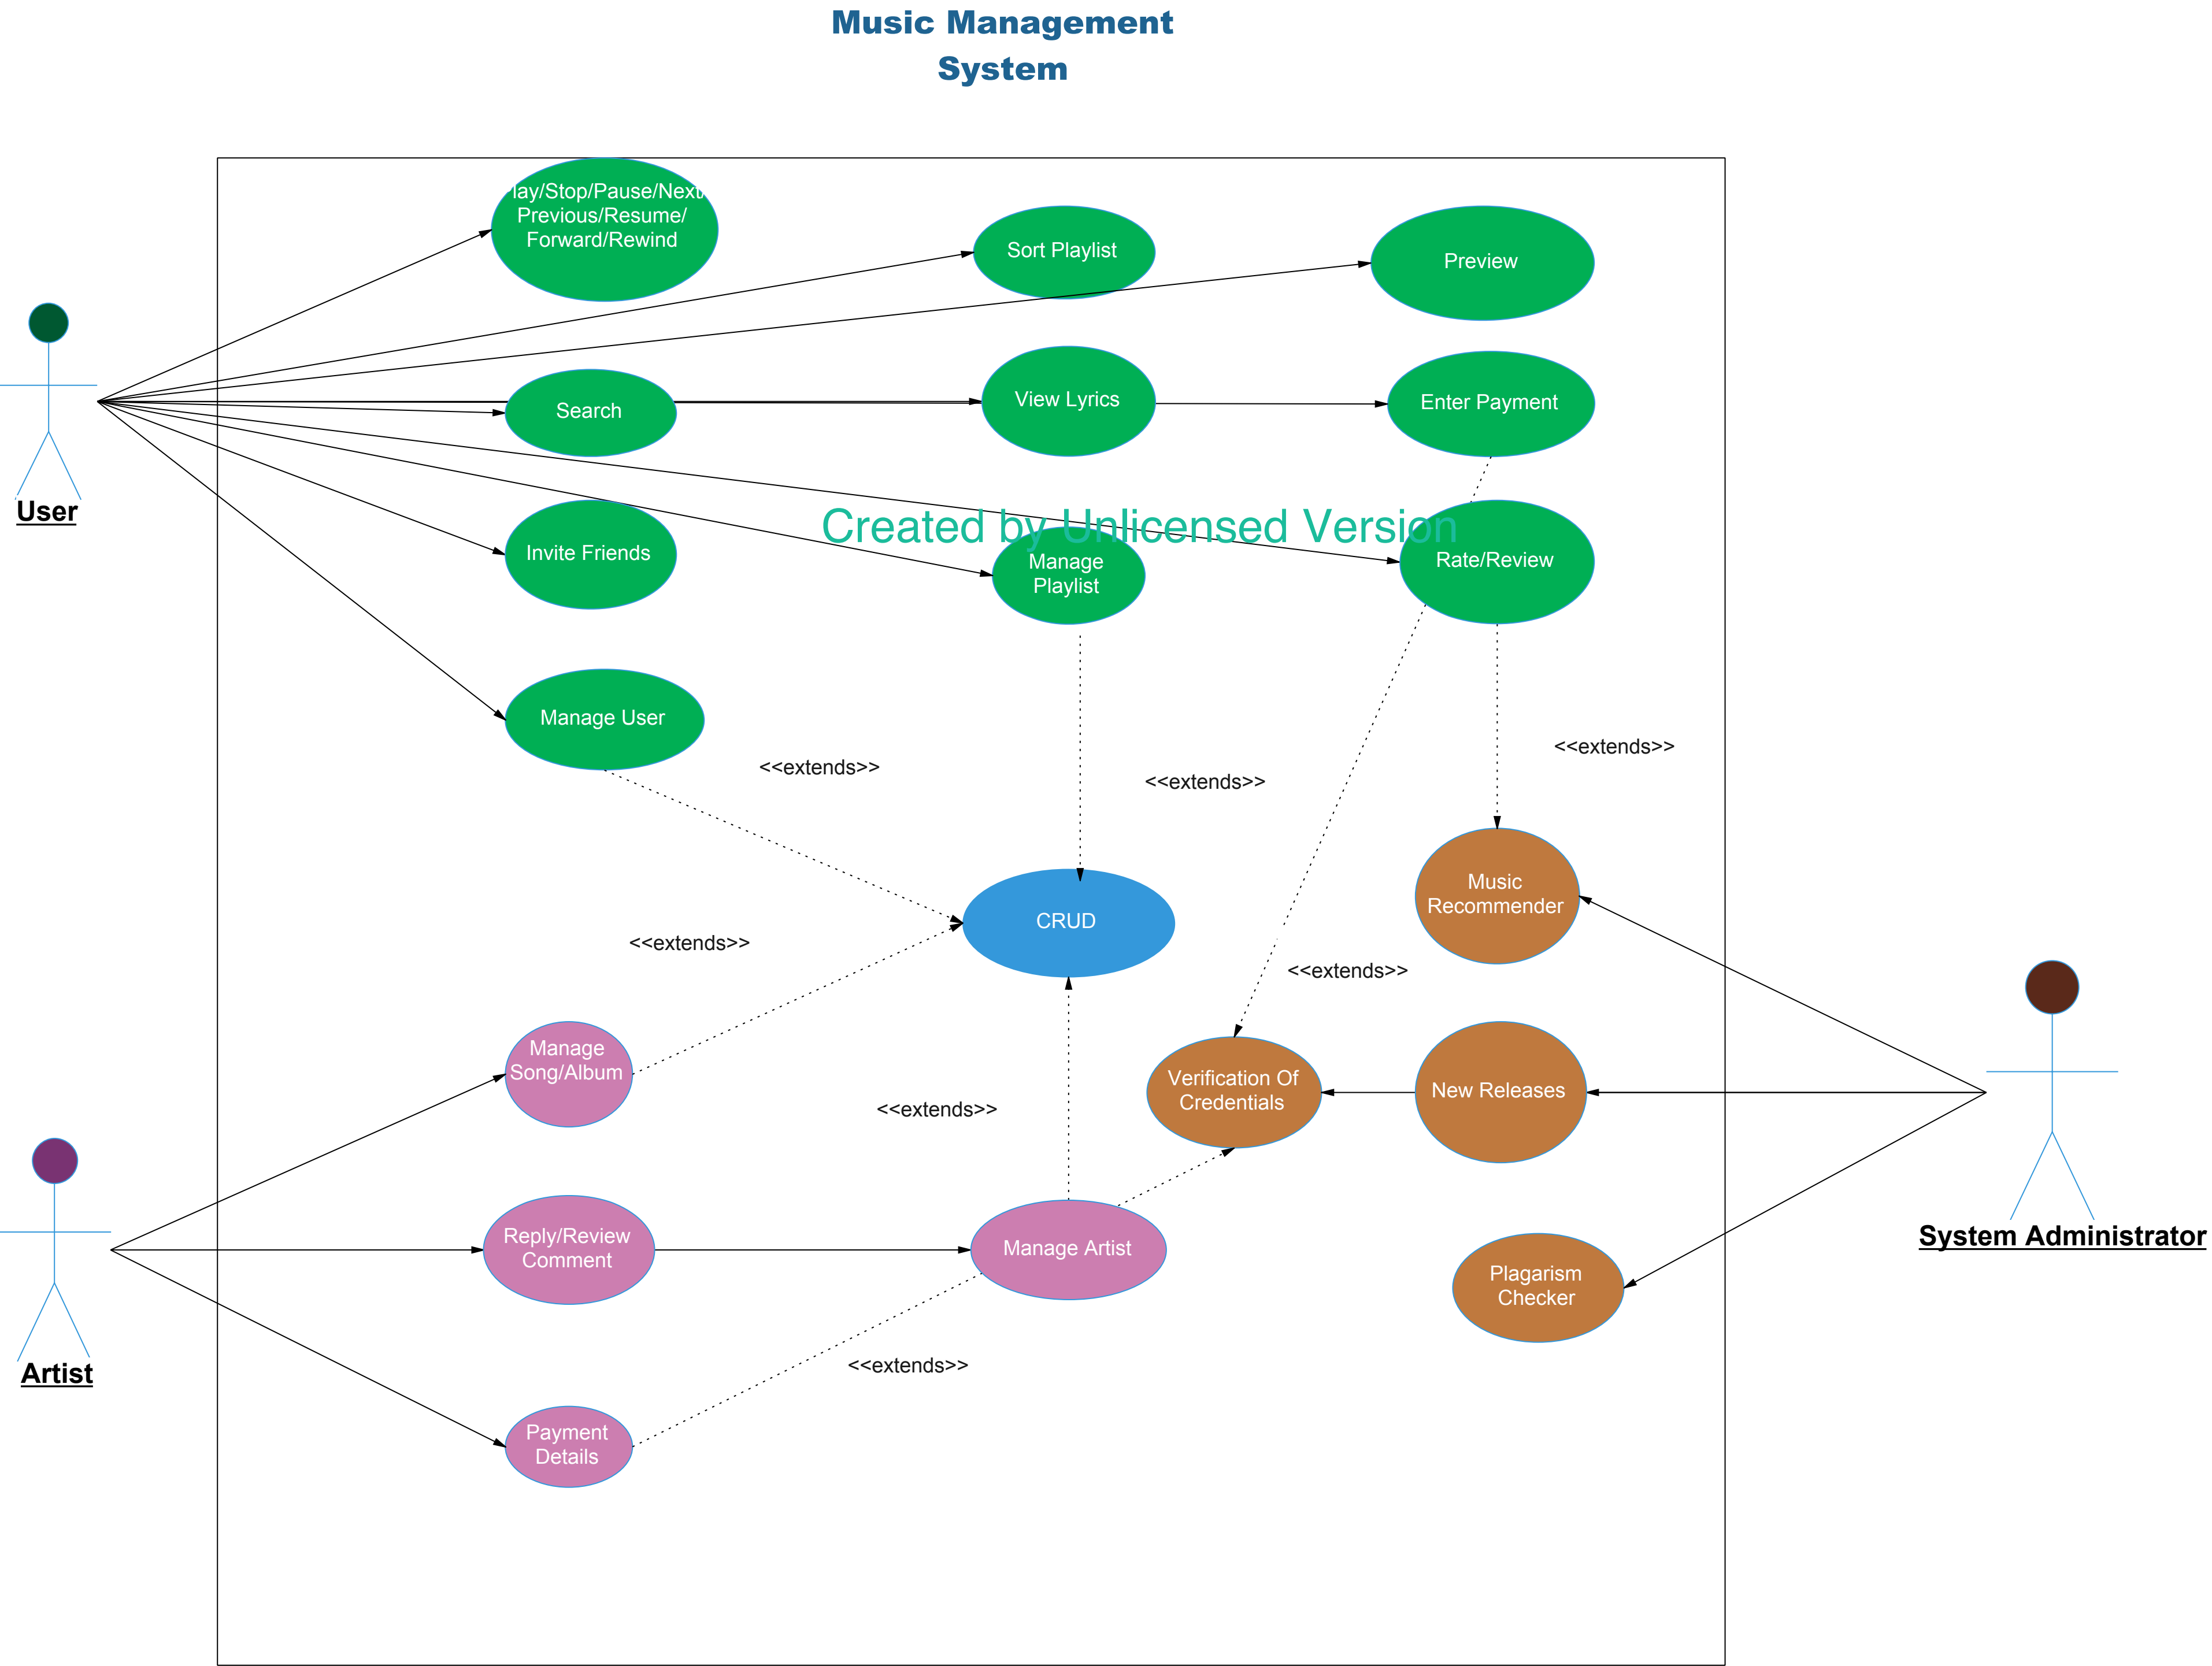 Music Management
System
lay/Stop/Pause/Next/
Previous/Resume/
Forward/Rewind
Sort Playlist
Preview
Search
View Lyrics
Enter Payment
User
Created by Unlicensed Version
Invite Friends
Manage
Playlist
Rate/Review
Manage User
<<extends>>
<<extends>>
<<extends>>
Music
Recommender
CRUD
<<extends>>
<<extends>>
Manage
Song/Album
Verification Of
Credentials
New Releases
<<extends>>
Reply/Review
Comment
Manage Artist
System Administrator
Plagarism
Checker
Artist
<<extends>>
Payment
Details